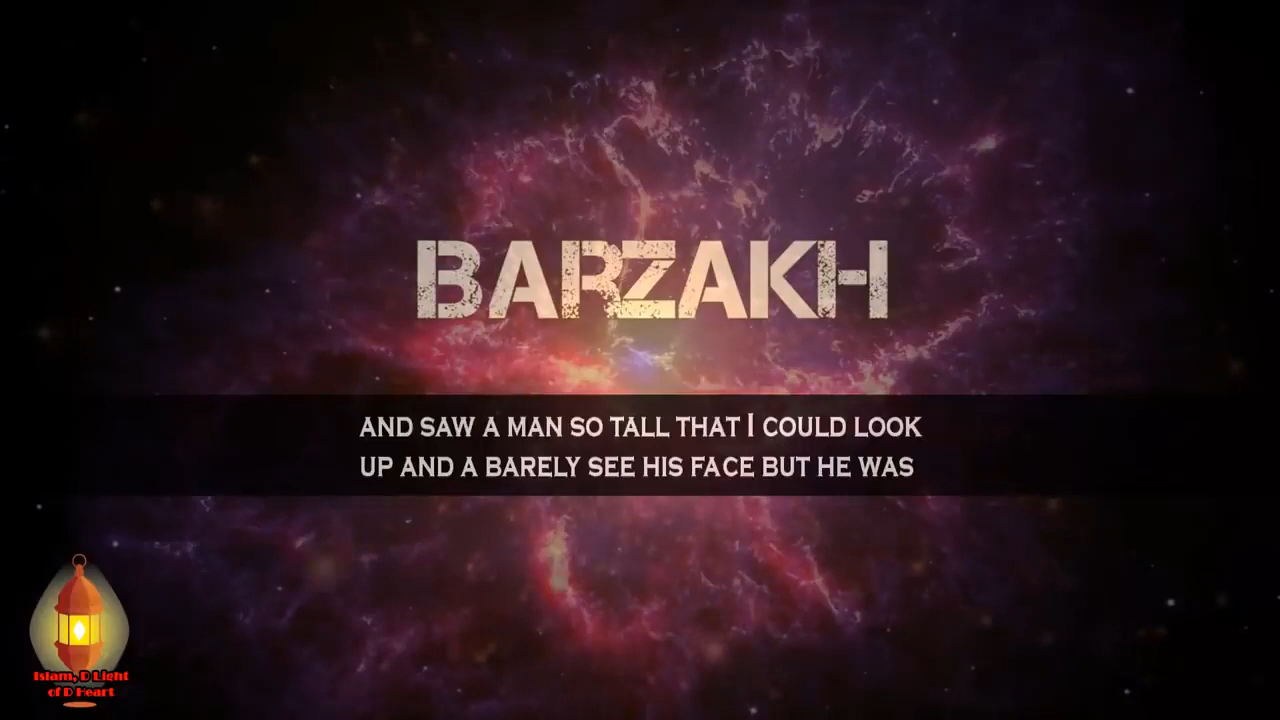 BARZAKH
AND SAW A MAN SO TALL THAT I COULD LOOK
UP AND A BARELY SEE HIS FACE BUT HE WAS
Islam, D Light
of D Heart